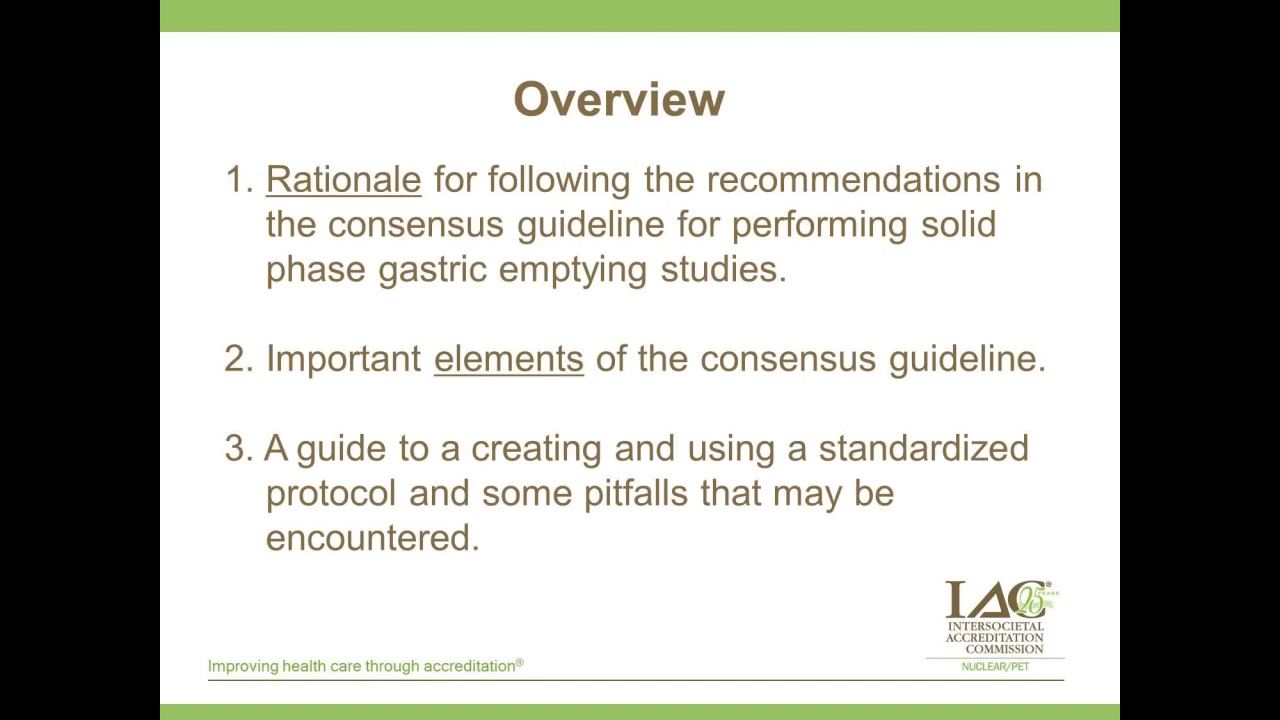 Overview
1. Rationale for following the recommendations in
the consensus guideline for performing solid
phase gastric emptying studies.
2. Important elements of the consensus guideline.
3. A guide to a creating and using a standardized
protocol and some pitfalls that may be
encountered.
IAC®
25 YEARS
INTERSOCIETAL
ACCREDITATION
COMMISSION
NUCLEAR/PET
Improving health care through accreditation®